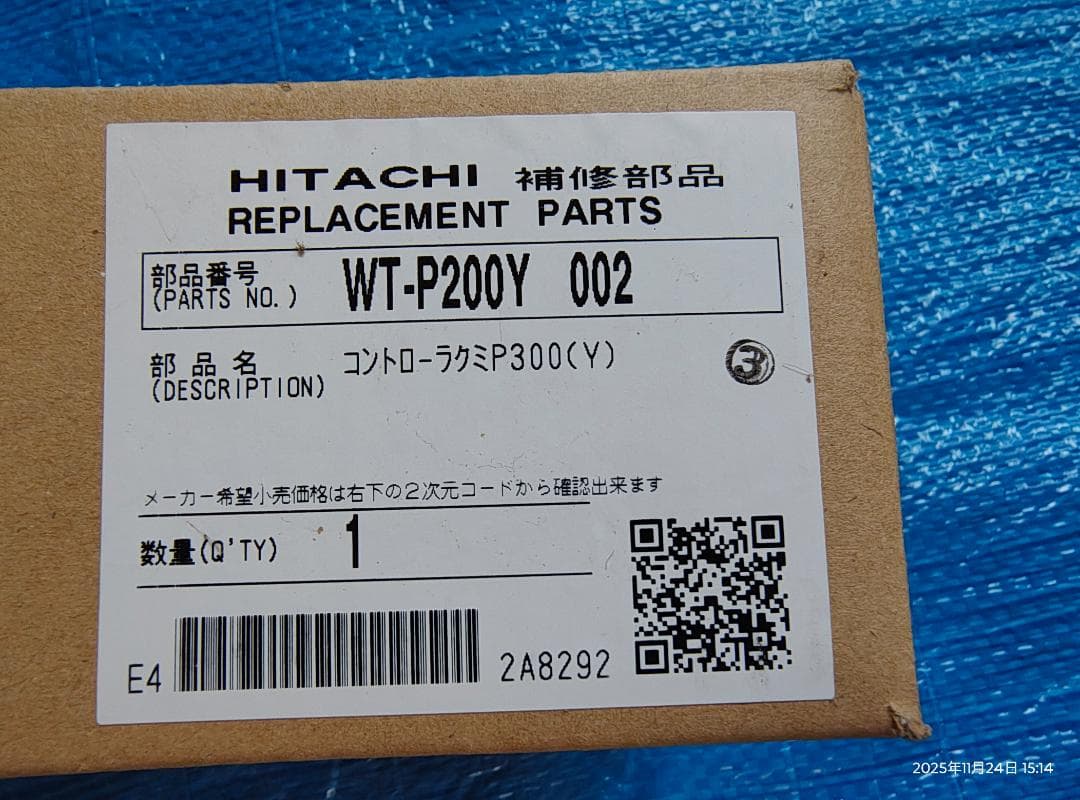 HITACHI 補修部品
REPLACEMENT PARTS
部品番号
(PARTS NO.)
WT-P200Y 002
部品名
(DESCRIPTION)
コントローラクミP300(Y)
③
メーカー希望小売価格は右下の2次元コードから確認出来ます
数量(Q'TY) 1
E4
2A8292
2025年11月24日 15:14